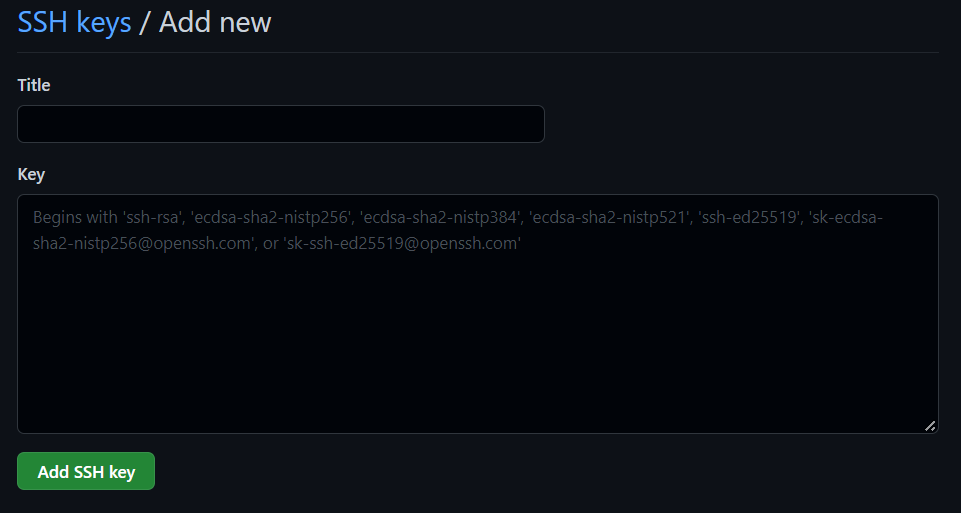 SSH keys / Add new
Title
Key
Begins with 'ssh-rsa', 'ecdsa-sha2-nistp256', 'ecdsa-sha2-nistp384', 'ecdsa-sha2-nistp521', 'ssh-ed25519', 'sk-ecdsa-
sha2-nistp256@openssh.com', or 'sk-ssh-ed25519@openssh.com'
Add SSH key